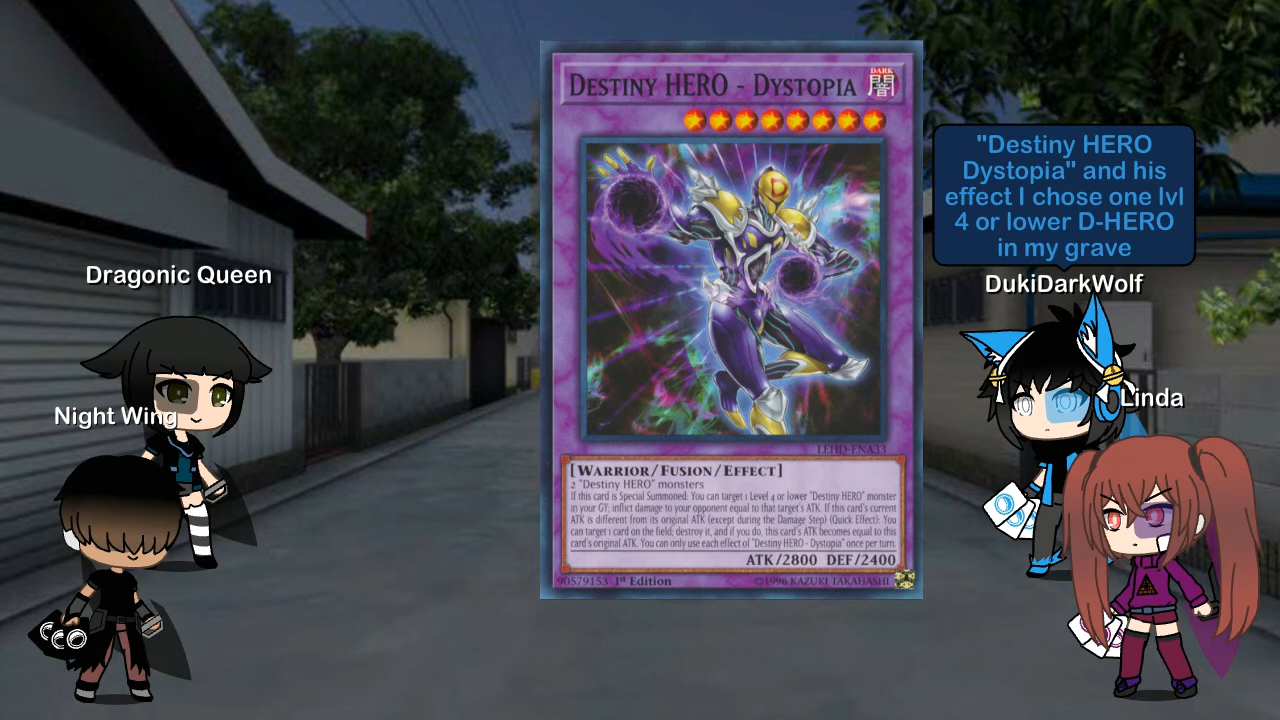 DESTINY HERO - DYSTOPIA
DARK
闇
"Destiny HERO
Dystopia" and his
effect I chose one lvl
4 or lower D-HERO
in my grave
DukiDarkWolf
Dragonic Queen
Linda
Night Wing
LEHD-ENA33
[WARRIOR/FUSION/EFFECT]
2 "Destiny HERO" monsters
If this card is Special Summoned: You can target 1 Level 4 or lower "Destiny HERO" monster
in your GY; inflict damage to your opponent equal to that target's ATK. If this card's current
ATK is different from its original ATK (except during the Damage Step) (Quick Effect): You
can target 1 card on the field; destroy it, and if you do, this card's ATK becomes equal to this
card's original ATK. You can only use each effect of "Destiny HERO - Dystopia" once per turn.
ATK/2800 DEF/2400
90579153 1st Edition
©1996 KAZUKI TAKAHASHI